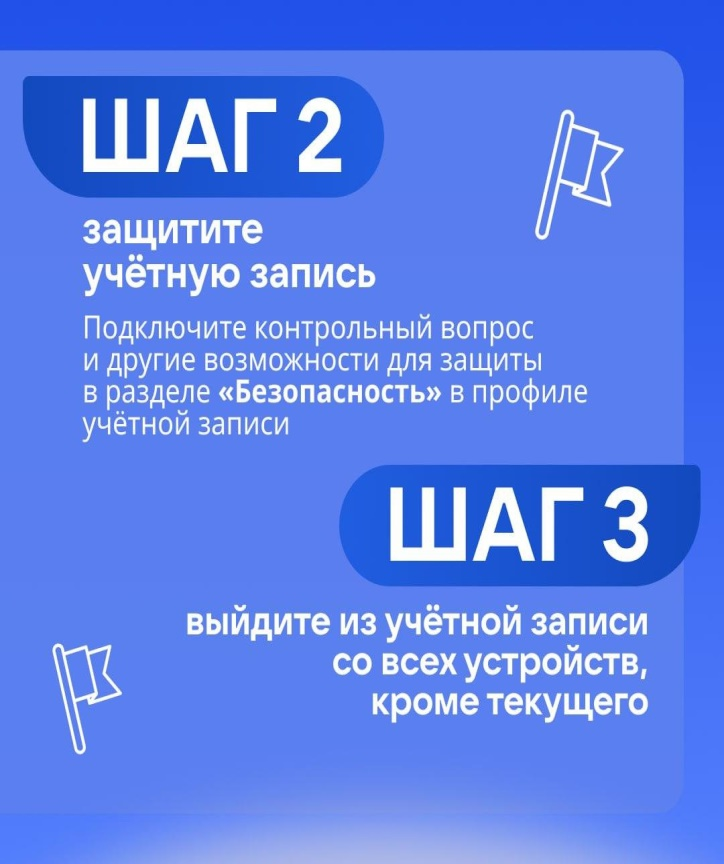 ШАГ 2
защитите
учётную запись
Подключите контрольный вопрос
и другие возможности для защиты
в разделе «Безопасность» в профиле
учётной записи
ШАГ 3
выйдите из учётной записи
со всех устройств,
кроме текущего